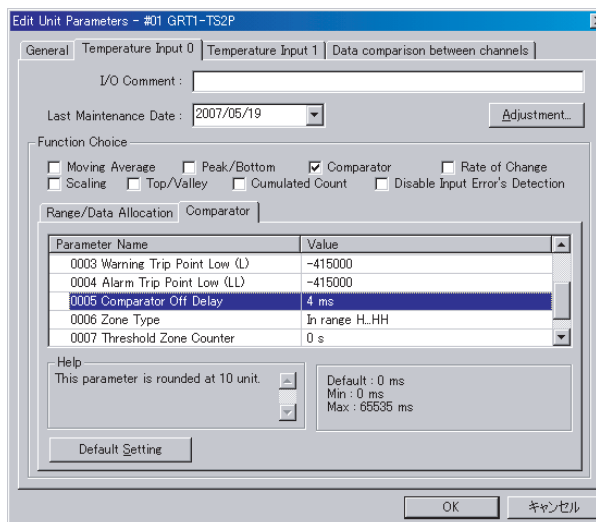 Edit Unit Parameters - #01 GRT1-TS2P
General Temperature Input 0 Temperature Input 1 Data comparison between channels
I/O Comment :
Last Maintenance Date : 2007/05/19 Adjustment...
Function Choice
Moving Average Peak/Bottom Comparator Rate of Change
Scaling Top/Valley Cumulated Count Disable Input Error's Detection
Range/Data Allocation Comparator
Parameter Name Value
0003 Warning Trip Point Low (L) -415000
0004 Alarm Trip Point Low (LL) -415000
0005 Comparator Off Delay 4 ms
0006 Zone Type In range H...HH
0007 Threshold Zone Counter 0 s
Help
This parameter is rounded at 10 unit.
Default : 0 ms
Min : 0 ms
Max : 65535 ms
Default Setting
OK キャンセル